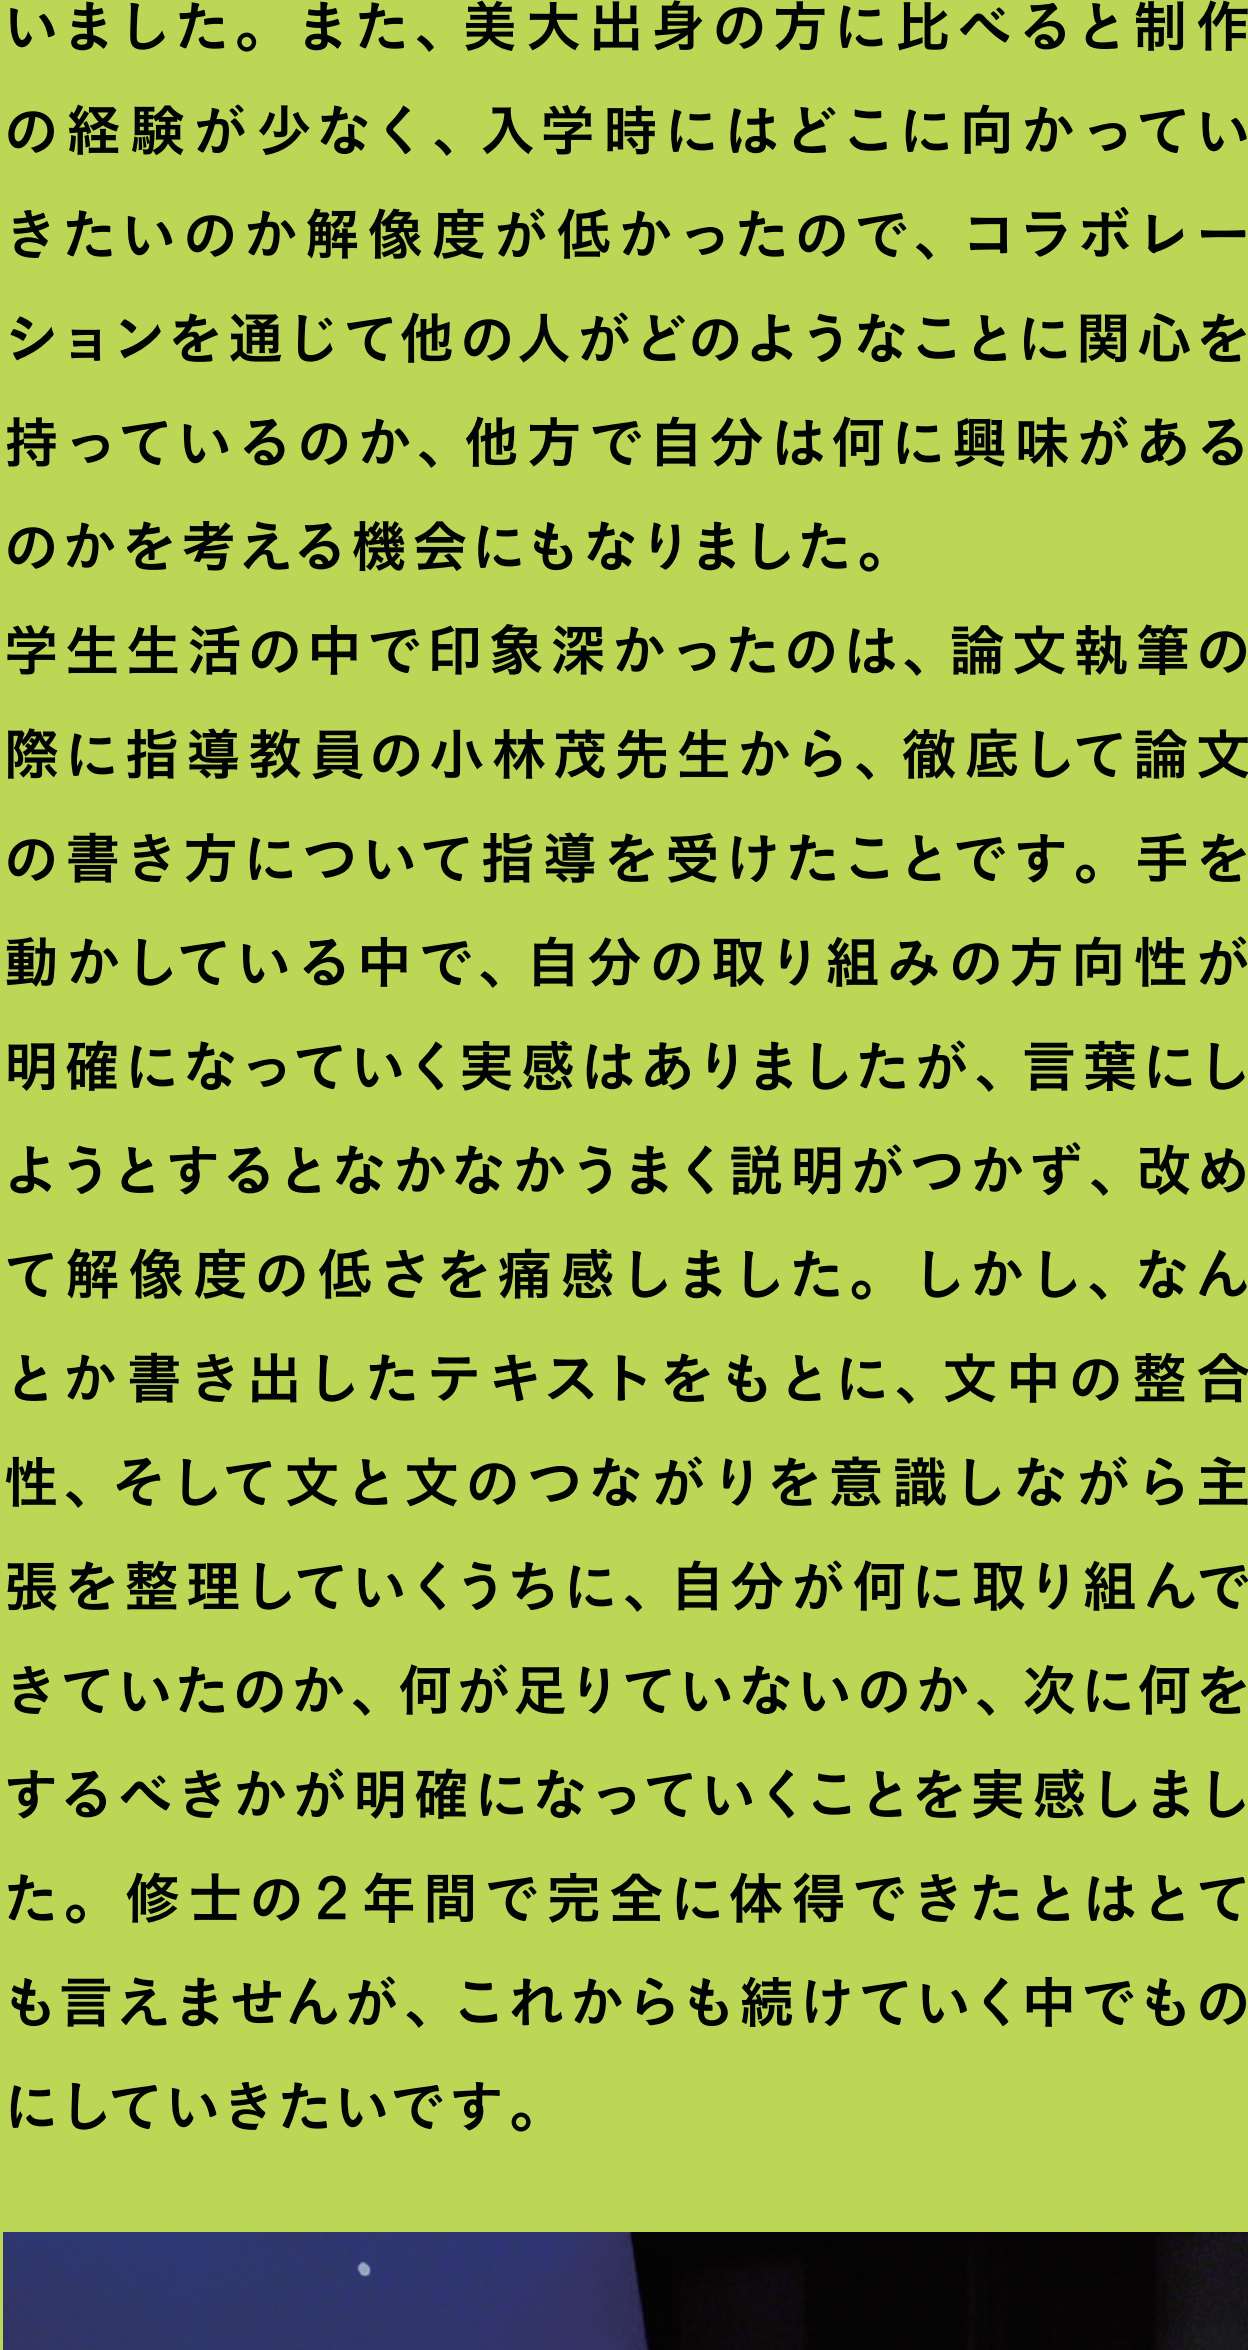 いました。また、美大出身の方に比べると制作
の経験が少なく、入学時にはどこに向かってい
きたいのか解像度が低かったので、コラボレー
ションを通じて他の人がどのようなことに関心を
持っているのか、他方で自分は何に興味がある
のかを考える機会にもなりました。
学生生活の中で印象深かったのは、論文執筆の
際に指導教員の小林茂先生から、徹底して論文
の書き方について指導を受けたことです。手を
動かしている中で、自分の取り組みの方向性が
明確になっていく実感はありましたが、言葉にし
ようとするとなかなかうまく説明がつかず、改め
て解像度の低さを痛感しました。しかし、なん
とか書き出したテキストをもとに、文中の整合
性、そして文と文のつながりを意識しながら主
張を整理していくうちに、自分が何に取り組んで
きていたのか、何が足りていないのか、次に何を
するべきかが明確になっていくことを実感しまし
た。修士の2年間で完全に体得できたとはとて
も言えませんが、これからも続けていく中でもの
にしていきたいです。